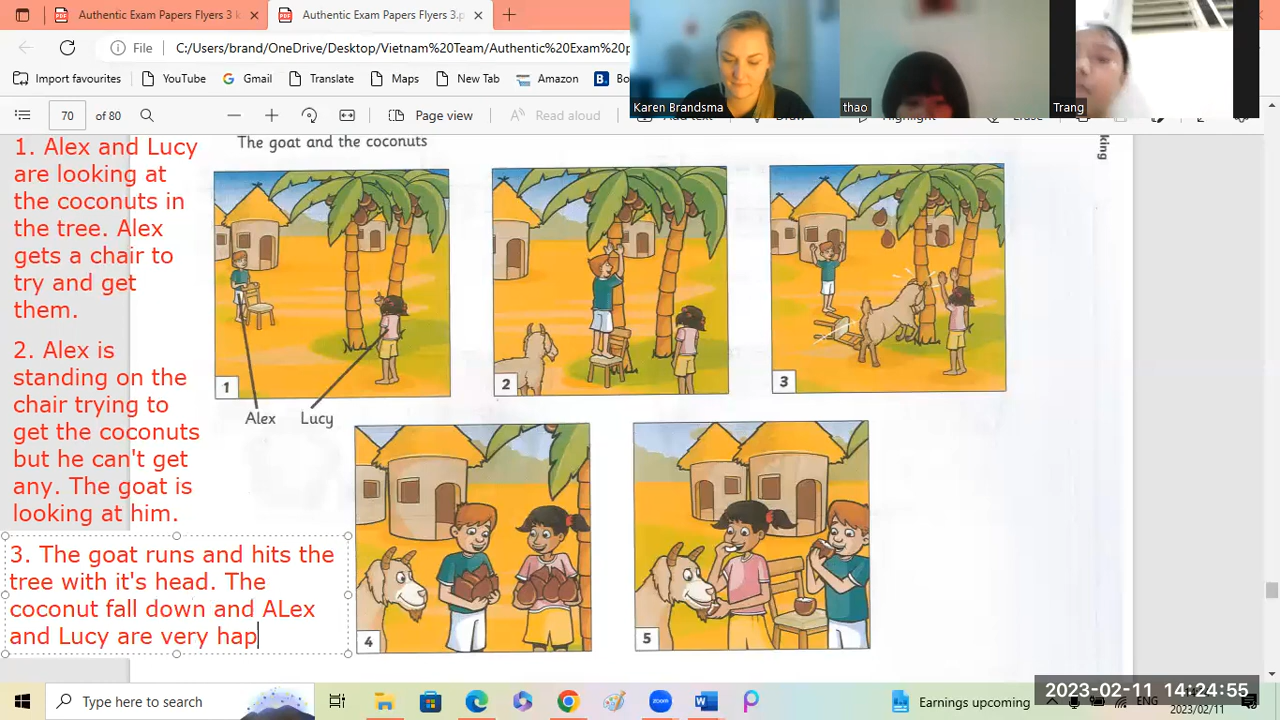 Authentic Exam Papers Flyers 3 k
Authentic Exam Papers Flyers 3.p
File
C:/Users/brand/OneDrive/Desktop/Vietnam%20Team/Authentic%20Exam%20p
Import favourites
YouTube
Gmail
Translate
Maps
New Tab
Amazon
B.
Bo
70
of 80
Page view
Read aloud
Karen Brandsma
thao
Trang
The goat and the coconuts
king
1. Alex and Lucy
are looking at
the coconuts in
the tree. Alex
gets a chair to
try and get
them.
2. Alex is
standing on the
chair trying to
get the coconuts
but he can't get
any. The goat is
looking at him.
3. The goat runs and hits the
tree with it's head. The
coconut fall down and ALex
and Lucy are very hap
1
2
3
Alex
Lucy
4
5
Type here to search
Earnings upcoming
ENG
2023-02-11 14:24:55
2023/02/11